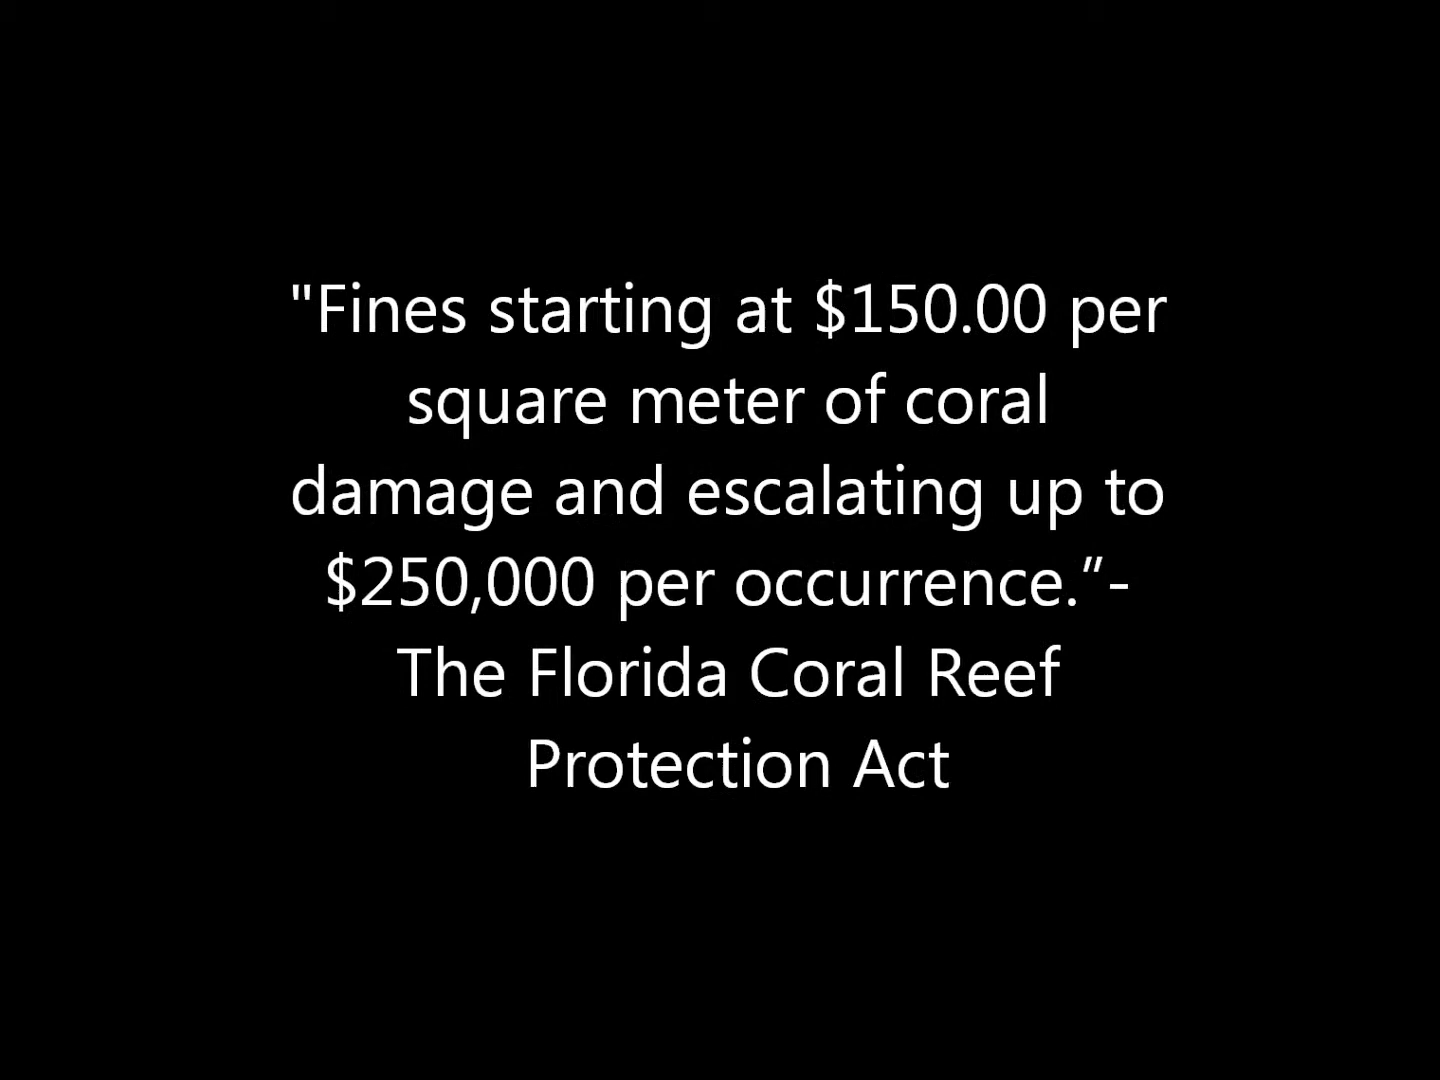 "Fines starting at $150.00 per
square meter of coral
damage and escalating up to
$250,000 per occurrence.”-
The Florida Coral Reef
Protection Act